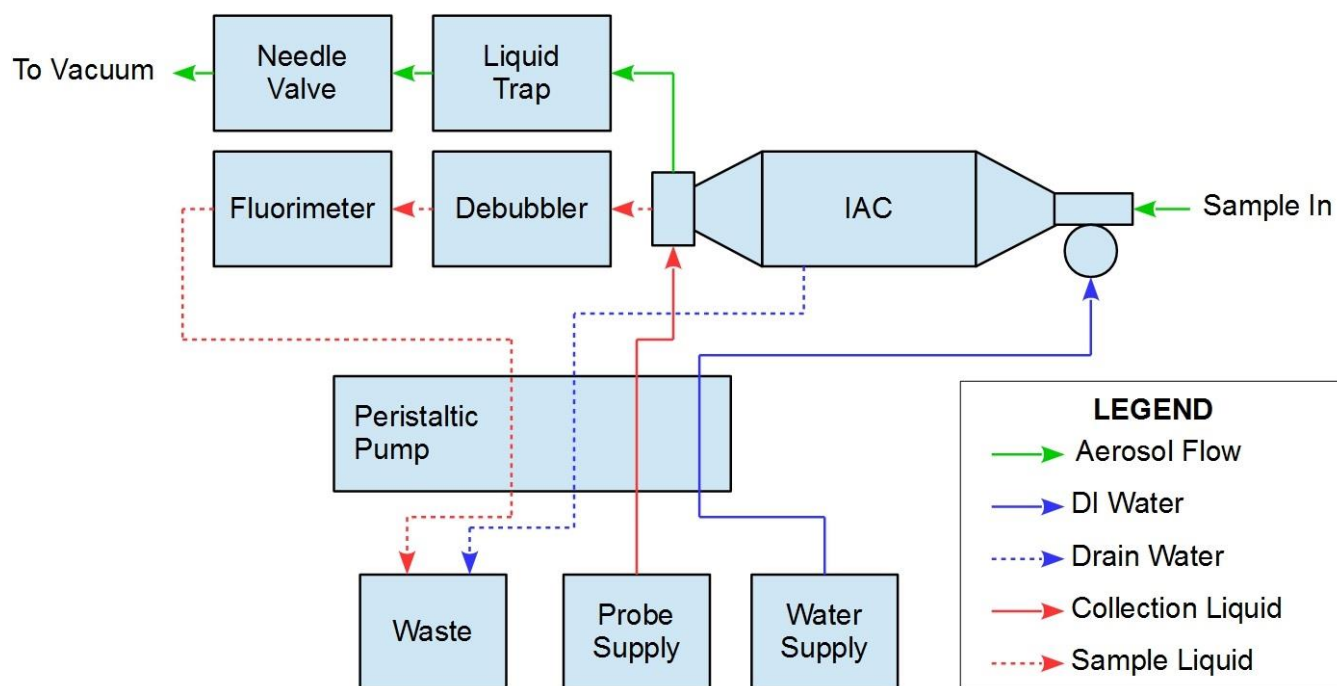 To Vacuum
Needle
Valve
Liquid
Trap
Fluorimeter
Debubbler
IAC
Sample In
Peristaltic
Pump
Waste
Probe
Supply
Water
Supply
LEGEND
Aerosol Flow
DI Water
Drain Water
Collection Liquid
Sample Liquid